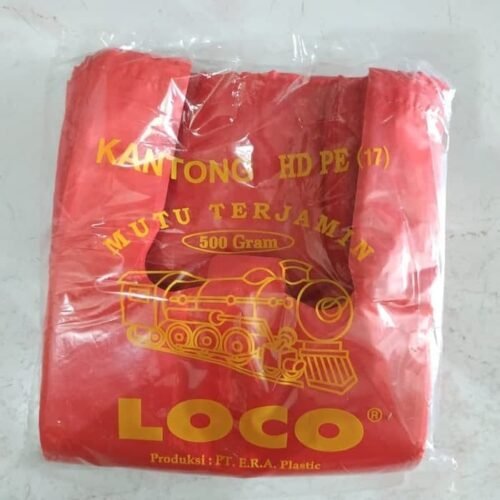 KANTONG HD PE (17)
MUTU TERJAMIN
500 Gram
LOCO ®
Produksi : PT. E.R.A. Plastic